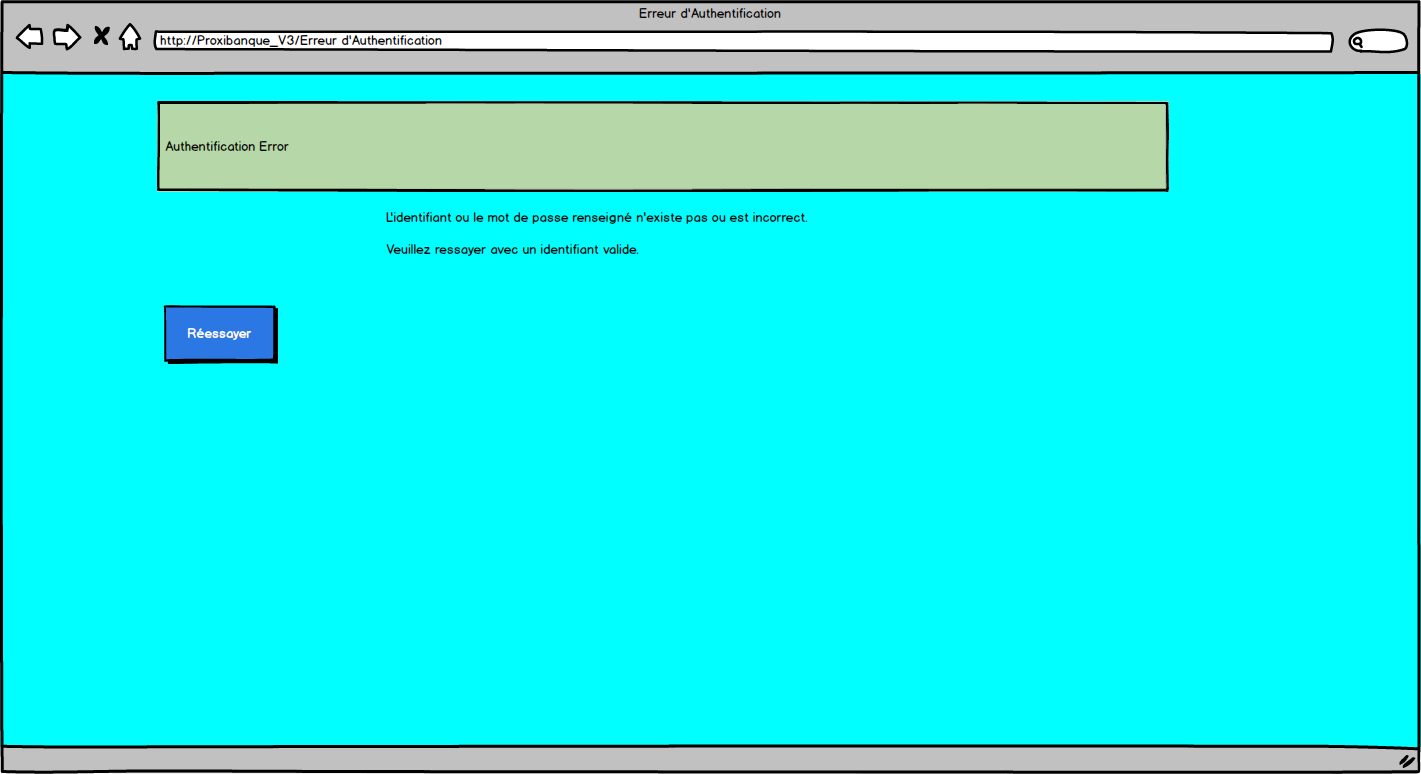 Erreur d'Authentification
http://Proxibanque_V3/Erreur d'Authentification
Authentification Error
L'identifiant ou le mot de passe renseigné n'existe pas ou est incorrect.
Veuillez ressayer avec un identifiant valide.
Réessayer